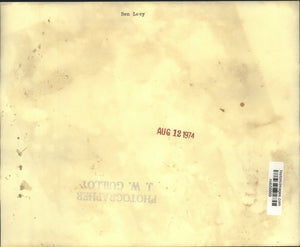 Ben Levy
AUG 12 1974
PHOTOGRAPHER
J. W. GUILLOT